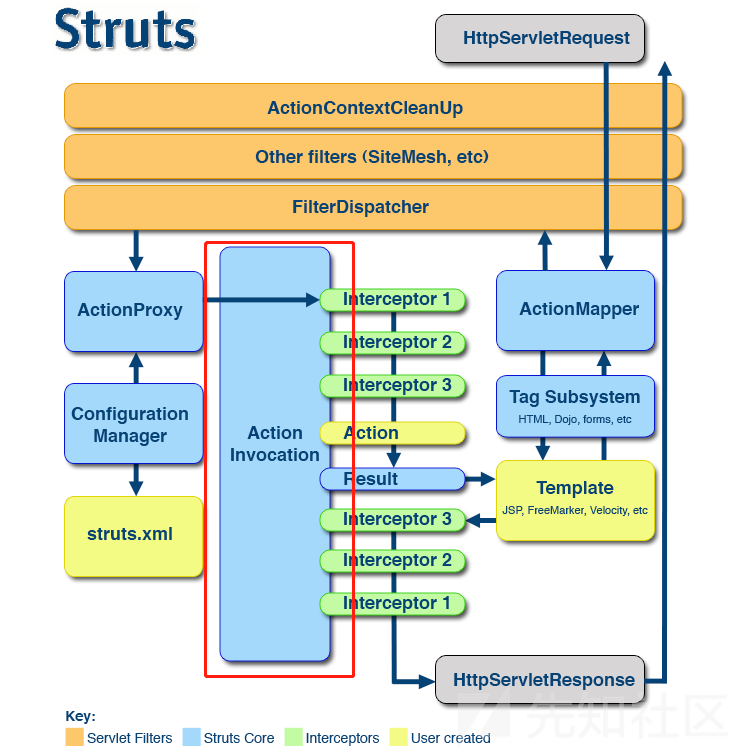 Struts
HttpServletRequest
ActionContextCleanUp
Other filters (SiteMesh, etc)
FilterDispatcher
ActionProxy
Interceptor 1
ActionMapper
Interceptor 2
Interceptor 3
Configuration
Manager
Tag Subsystem
HTML, Dojo, forms, etc
Action
Invocation
Action
Result
Template
JSP, FreeMarker, Velocity, etc
struts.xml
Interceptor 3
Interceptor 2
Interceptor 1
HttpServletResponse
Key:
Servlet Filters
Struts Core
Interceptors
User created
先知社区